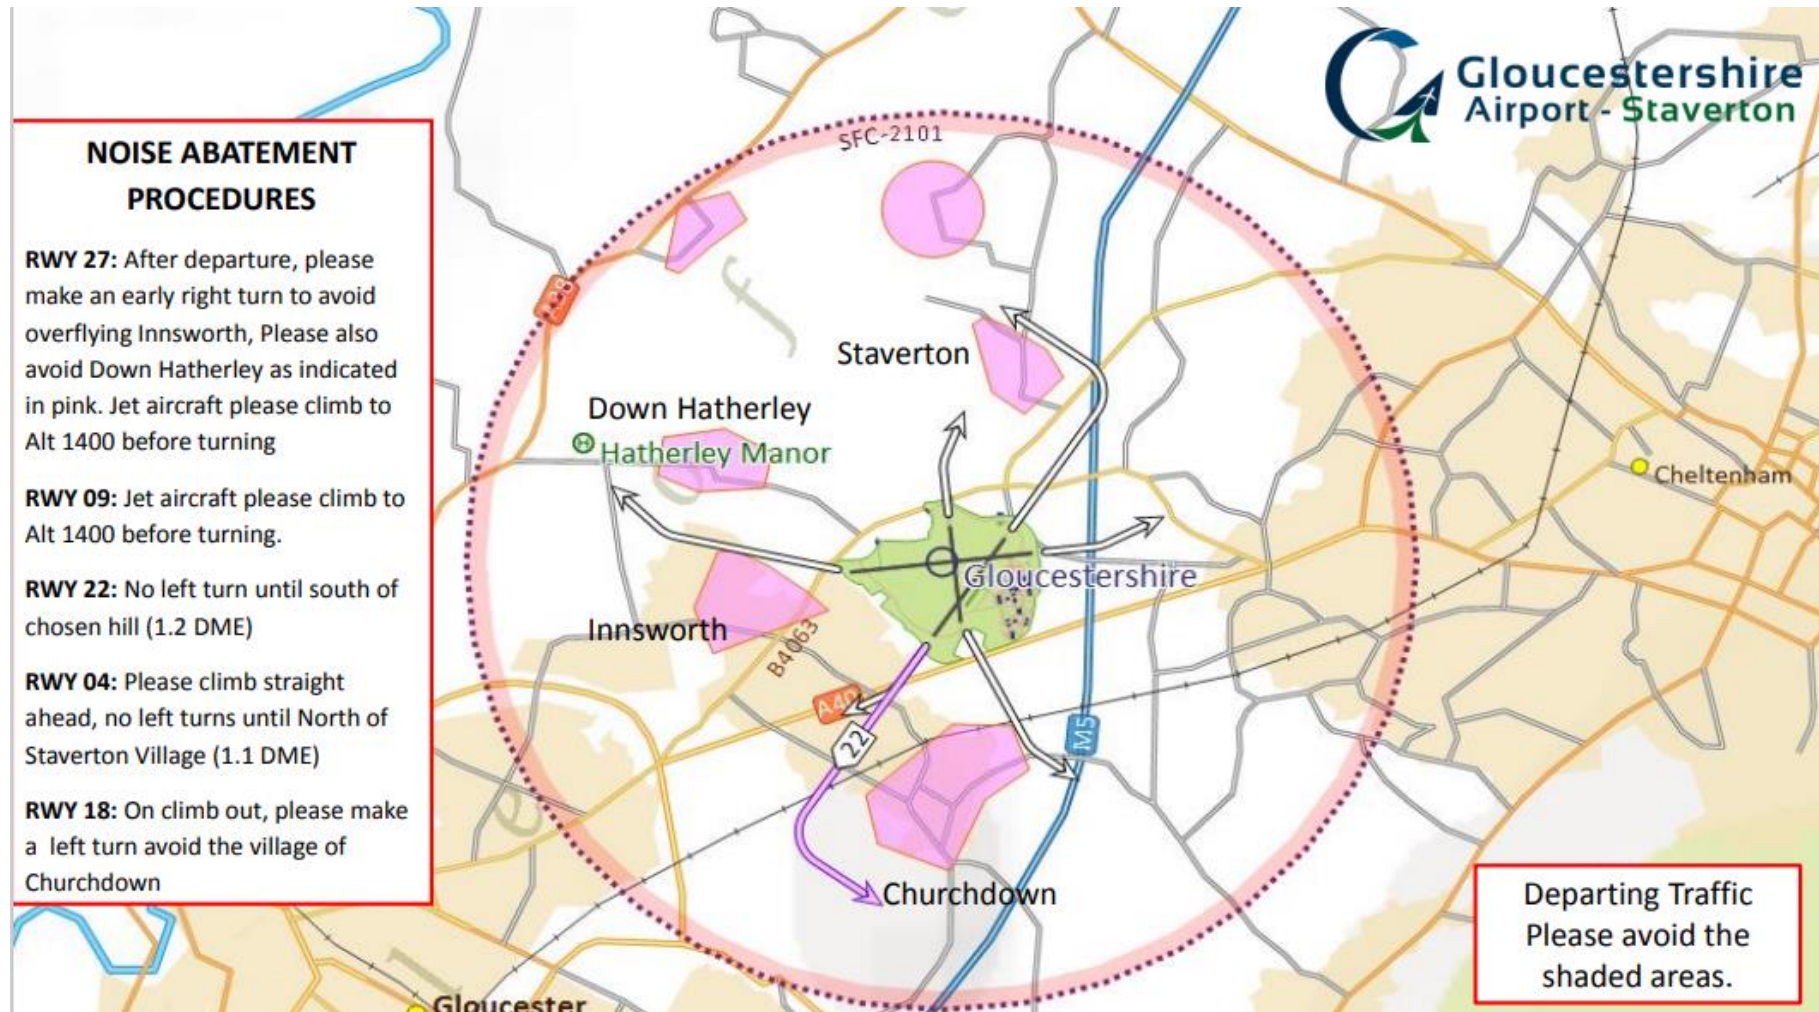 SFC-2101
Gloucestershire
Airport - Staverton
NOISE ABATEMENT
PROCEDURES
RWY 27: After departure, please
make an early right turn to avoid
overflying Innsworth, Please also
avoid Down Hatherley as indicated
in pink. Jet aircraft please climb to
Alt 1400 before turning
RWY 09: Jet aircraft please climb to
Alt 1400 before turning.
RWY 22: No left turn until south of
chosen hill (1.2 DME)
RWY 04: Please climb straight
ahead, no left turns until North of
Staverton Village (1.1 DME)
RWY 18: On climb out, please make
a left turn avoid the village of
Churchdown
f
Staverton
Down Hatherley
H
Hatherley Manor
o
Cheltenham
Gloucestershire
Innsworth
B4063
A40
22
M5
e
Churchdown
l
Gloucester
Departing Traffic
Please avoid the
shaded areas.